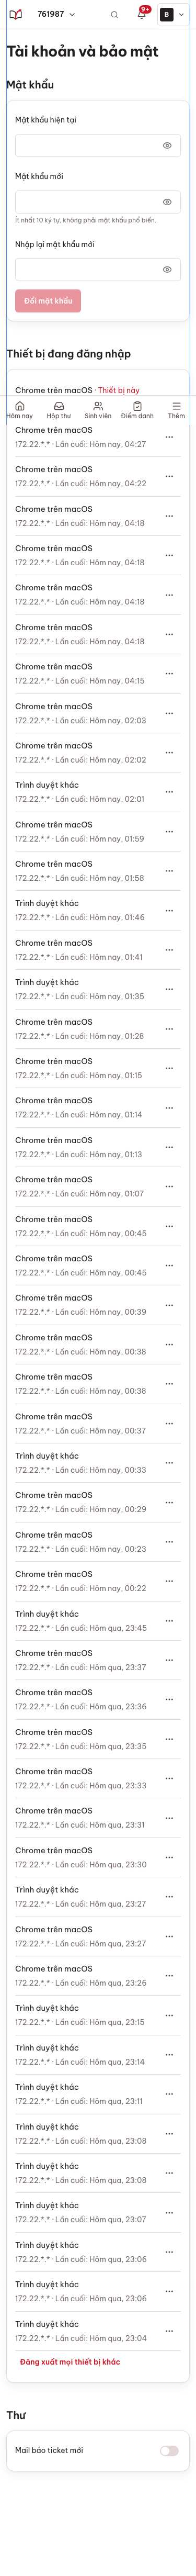 761987
9+
B
Tài khoản và bảo mật
Mật khẩu
Mật khẩu hiện tại
Mật khẩu mới
Ít nhất 10 ký tự, không phải mật khẩu phổ biến.
Nhập lại mật khẩu mới
Đổi mật khẩu
Thiết bị đang đăng nhập
Chrome trên macOS · Thiết bị này
Hôm nay Hộp thư Sinh viên Điểm danh Thêm
Chrome trên macOS
172.22.*.* · Lần cuối: Hôm nay, 04:27
Chrome trên macOS
172.22.*.* · Lần cuối: Hôm nay, 04:22
Chrome trên macOS
172.22.*.* · Lần cuối: Hôm nay, 04:18
Chrome trên macOS
172.22.*.* · Lần cuối: Hôm nay, 04:18
Chrome trên macOS
172.22.*.* · Lần cuối: Hôm nay, 04:18
Chrome trên macOS
172.22.*.* · Lần cuối: Hôm nay, 04:18
Chrome trên macOS
172.22.*.* · Lần cuối: Hôm nay, 04:15
Chrome trên macOS
172.22.*.* · Lần cuối: Hôm nay, 02:03
Chrome trên macOS
172.22.*.* · Lần cuối: Hôm nay, 02:02
Trình duyệt khác
172.22.*.* · Lần cuối: Hôm nay, 02:01
Chrome trên macOS
172.22.*.* · Lần cuối: Hôm nay, 01:59
Chrome trên macOS
172.22.*.* · Lần cuối: Hôm nay, 01:58
Trình duyệt khác
172.22.*.* · Lần cuối: Hôm nay, 01:46
Chrome trên macOS
172.22.*.* · Lần cuối: Hôm nay, 01:41
Trình duyệt khác
172.22.*.* · Lần cuối: Hôm nay, 01:35
Chrome trên macOS
172.22.*.* · Lần cuối: Hôm nay, 01:28
Chrome trên macOS
172.22.*.* · Lần cuối: Hôm nay, 01:15
Chrome trên macOS
172.22.*.* · Lần cuối: Hôm nay, 01:14
Chrome trên macOS
172.22.*.* · Lần cuối: Hôm nay, 01:13
Chrome trên macOS
172.22.*.* · Lần cuối: Hôm nay, 01:07
Chrome trên macOS
172.22.*.* · Lần cuối: Hôm nay, 00:45
Chrome trên macOS
172.22.*.* · Lần cuối: Hôm nay, 00:45
Chrome trên macOS
172.22.*.* · Lần cuối: Hôm nay, 00:39
Chrome trên macOS
172.22.*.* · Lần cuối: Hôm nay, 00:38
Chrome trên macOS
172.22.*.* · Lần cuối: Hôm nay, 00:38
Chrome trên macOS
172.22.*.* · Lần cuối: Hôm nay, 00:37
Trình duyệt khác
172.22.*.* · Lần cuối: Hôm nay, 00:33
Chrome trên macOS
172.22.*.* · Lần cuối: Hôm nay, 00:29
Chrome trên macOS
172.22.*.* · Lần cuối: Hôm nay, 00:23
Chrome trên macOS
172.22.*.* · Lần cuối: Hôm nay, 00:22
Trình duyệt khác
172.22.*.* · Lần cuối: Hôm qua, 23:45
Chrome trên macOS
172.22.*.* · Lần cuối: Hôm qua, 23:37
Chrome trên macOS
172.22.*.* · Lần cuối: Hôm qua, 23:36
Chrome trên macOS
172.22.*.* · Lần cuối: Hôm qua, 23:35
Chrome trên macOS
172.22.*.* · Lần cuối: Hôm qua, 23:33
Chrome trên macOS
172.22.*.* · Lần cuối: Hôm qua, 23:31
Chrome trên macOS
172.22.*.* · Lần cuối: Hôm qua, 23:30
Trình duyệt khác
172.22.*.* · Lần cuối: Hôm qua, 23:27
Chrome trên macOS
172.22.*.* · Lần cuối: Hôm qua, 23:27
Chrome trên macOS
172.22.*.* · Lần cuối: Hôm qua, 23:26
Trình duyệt khác
172.22.*.* · Lần cuối: Hôm qua, 23:15
Trình duyệt khác
172.22.*.* · Lần cuối: Hôm qua, 23:14
Trình duyệt khác
172.22.*.* · Lần cuối: Hôm qua, 23:11
Trình duyệt khác
172.22.*.* · Lần cuối: Hôm qua, 23:08
Trình duyệt khác
172.22.*.* · Lần cuối: Hôm qua, 23:08
Trình duyệt khác
172.22.*.* · Lần cuối: Hôm qua, 23:07
Trình duyệt khác
172.22.*.* · Lần cuối: Hôm qua, 23:06
Trình duyệt khác
172.22.*.* · Lần cuối: Hôm qua, 23:06
Trình duyệt khác
172.22.*.* · Lần cuối: Hôm qua, 23:04
Đăng xuất mọi thiết bị khác
Thư
Mail báo ticket mới